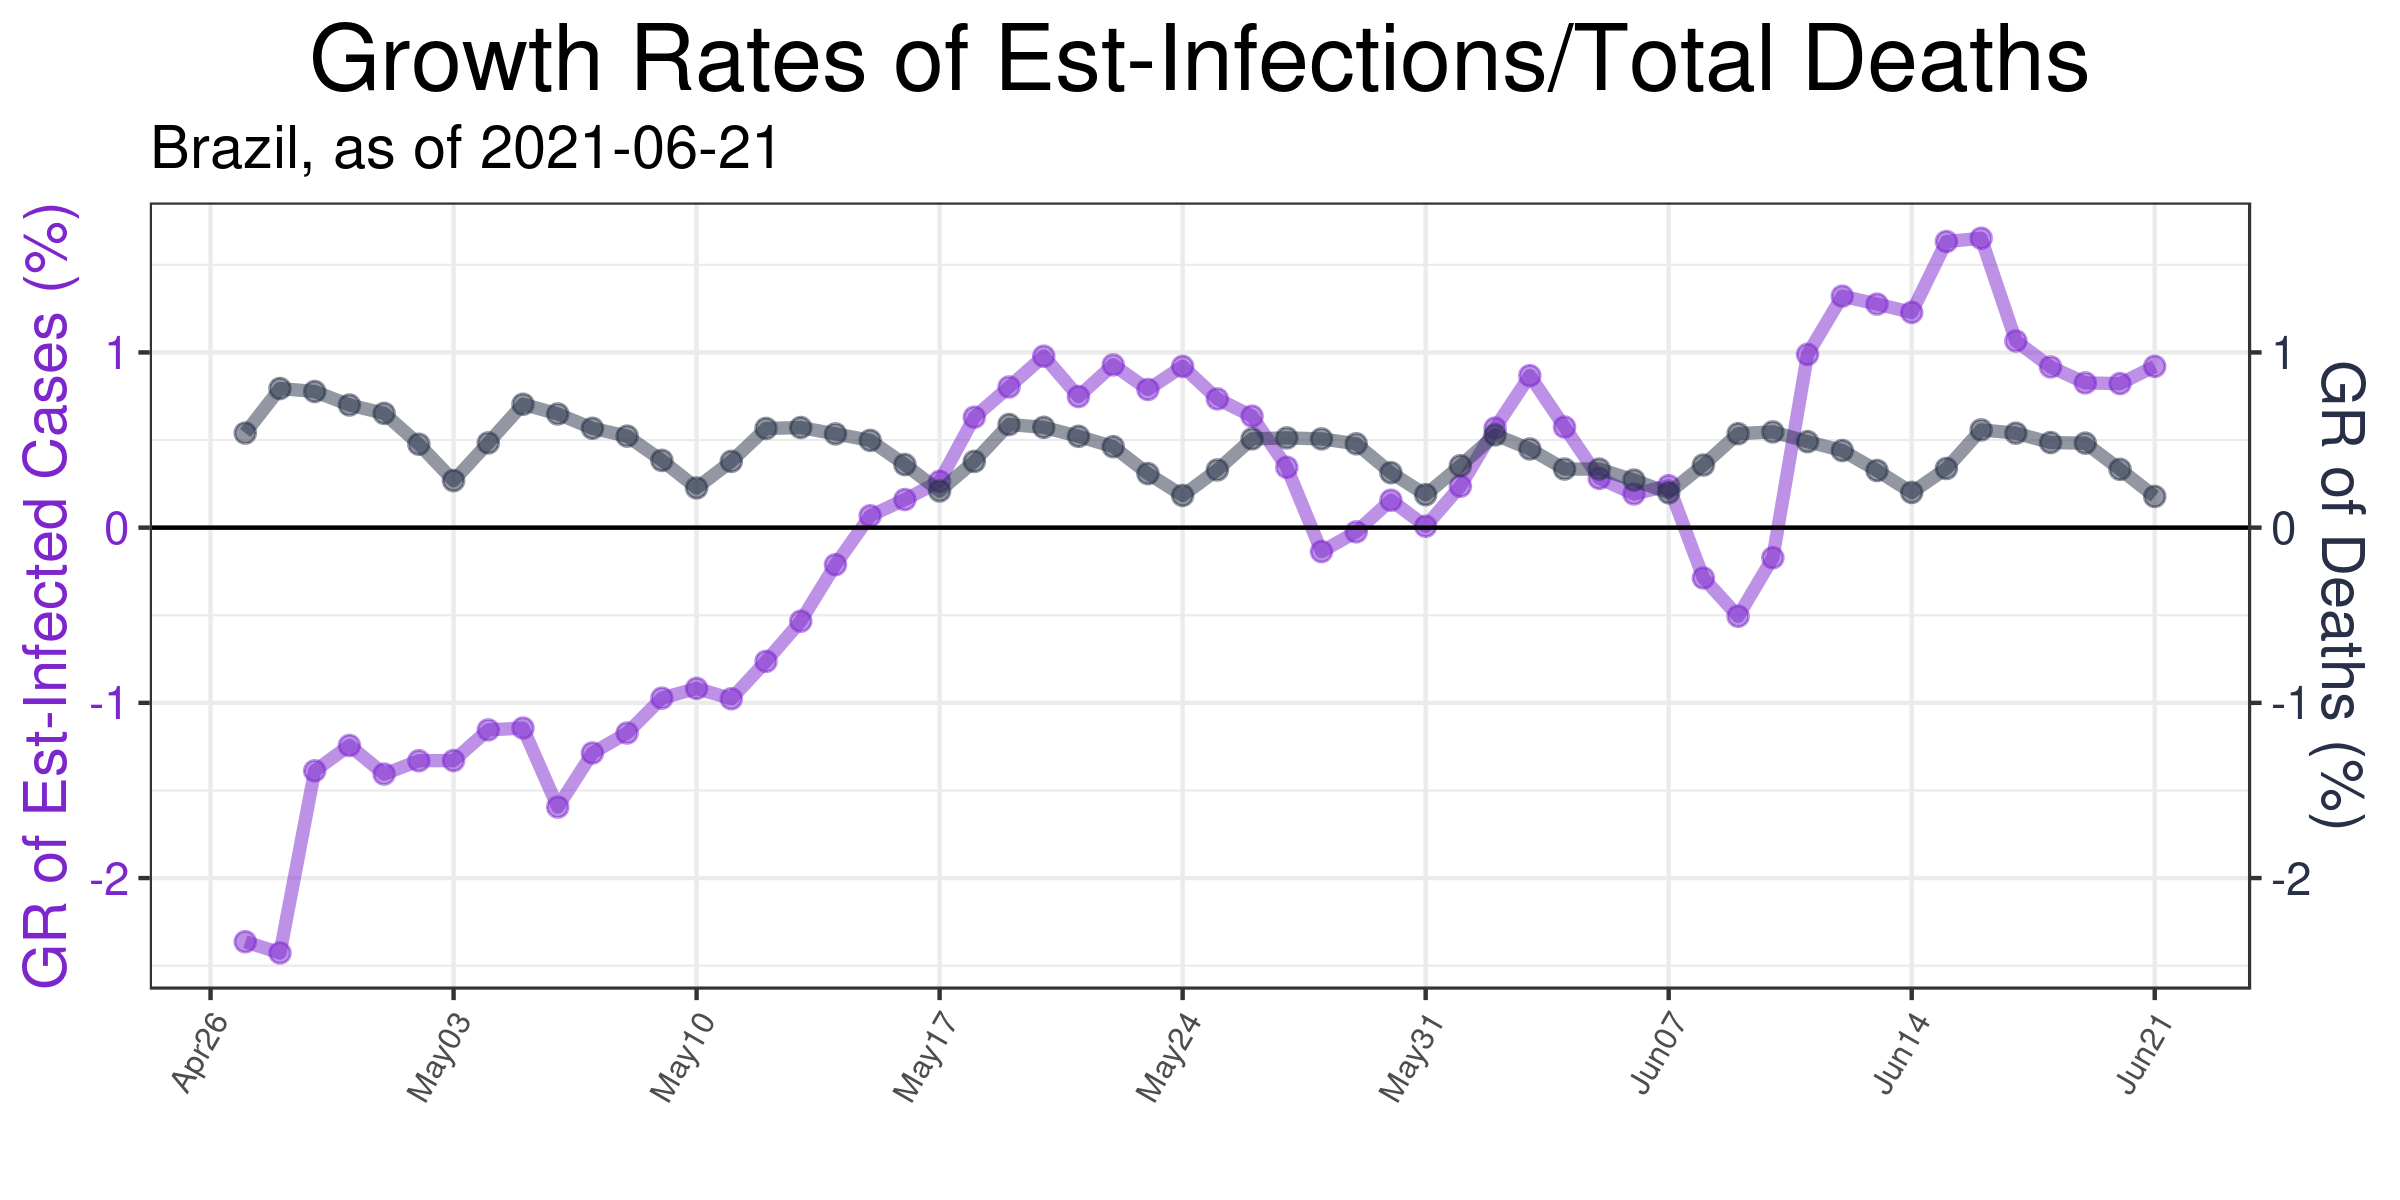 Growth Rates of Est-Infections/Total Deaths
Brazil, as of 2021-06-21
GR of Est-Infected Cases (%)
1
0
-1
-2
1
0
-1
-2
GR of Deaths (%)
Apr26
May03
May10
May17
May24
May31
Jun07
Jun14
Jun21